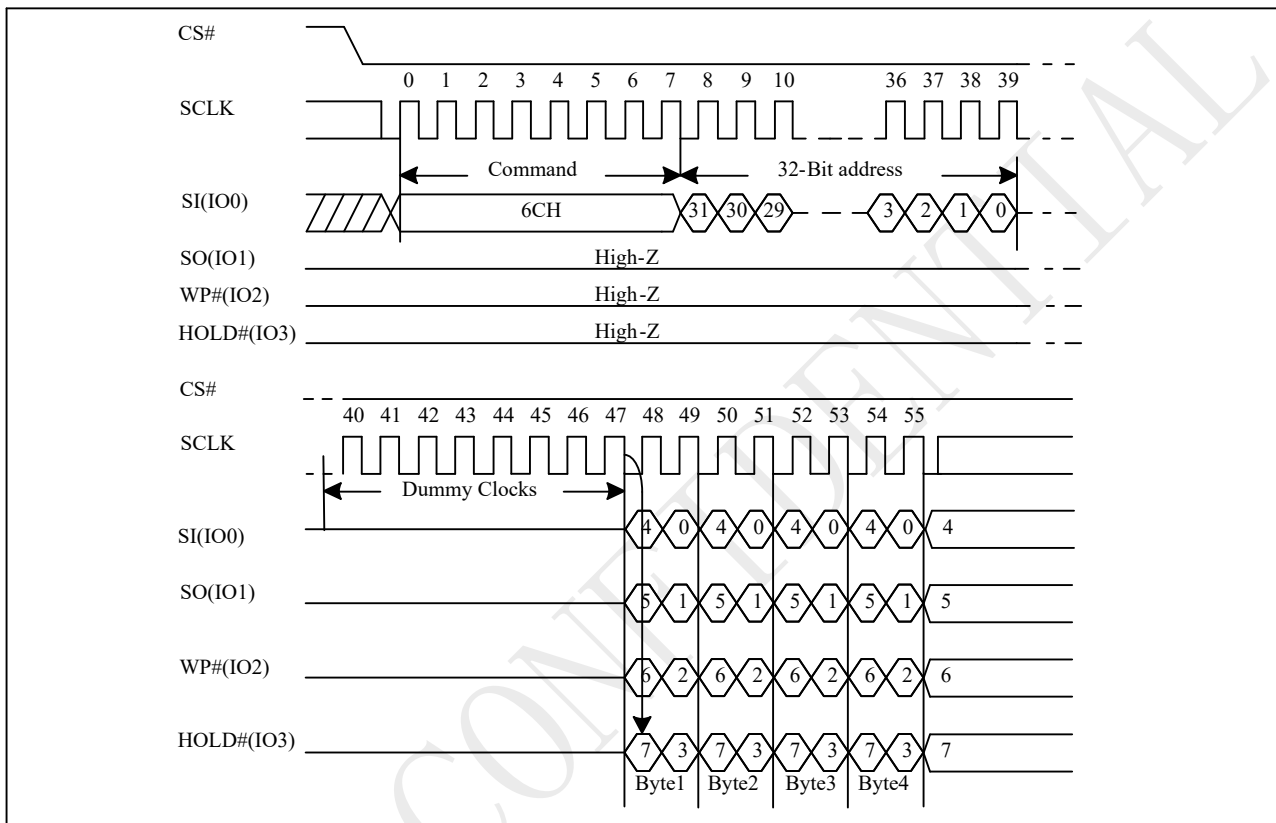 CS#
0 1 2 3 4 5 6 7 8 9 10 36 37 38 39
SCLK
Command 32-Bit address
SI(IO0) 6CH 31 30 29 3 2 1 0
SO(IO1) High-Z
WP#(IO2) High-Z
HOLD#(IO3) High-Z
CS#
40 41 42 43 44 45 46 47 48 49 50 51 52 53 54 55
SCLK
Dummy Clocks
SI(IO0) 4 0 4 0 4 0 4 0 4
SO(IO1) 5 1 5 1 5 1 5 1 5
WP#(IO2) 6 2 6 2 6 2 6 2 6
HOLD#(IO3) 7 3 7 3 7 3 7 3 7
Byte1 Byte2 Byte3 Byte4
CONFIDENTIAL